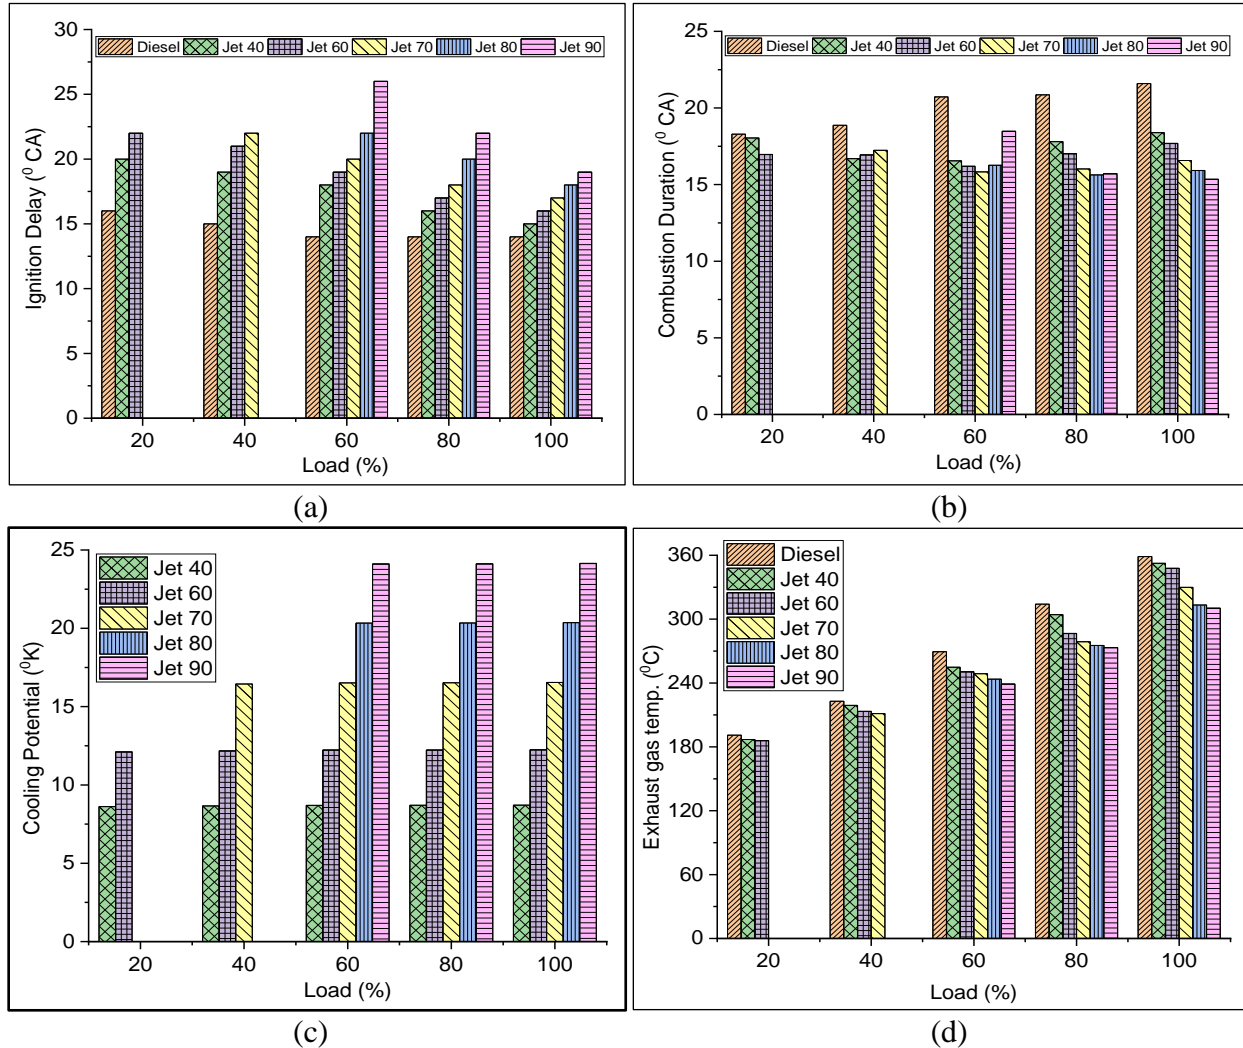 30
25
20
15
10
5
0
Ignition Delay (⁰ CA)
Diesel Jet 40 Jet 60 Jet 70 Jet 80 Jet 90
20 40 60 80 100
Load (%)
(a)
25
20
15
10
5
0
Combustion Duration (⁰ CA)
Diesel Jet 40 Jet 60 Jet 70 Jet 80 Jet 90
20 40 60 80 100
Load (%)
(b)
25
20
15
10
5
0
Cooling Potential (⁰K)
Jet 40
Jet 60
Jet 70
Jet 80
Jet 90
20 40 60 80 100
Load (%)
(c)
360
300
240
180
120
60
0
Exhaust gas temp. (⁰C)
Diesel
Jet 40
Jet 60
Jet 70
Jet 80
Jet 90
20 40 60 80 100
Load (%)
(d)